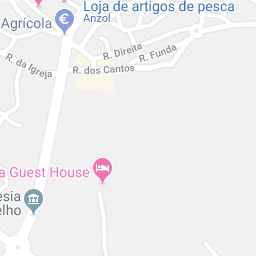 Loja de artigos de pesca
Agrícola
Anzol
R. Direita
R. Funda
R. da Igreja
R. dos Cantos
a Guest House
esia
elho